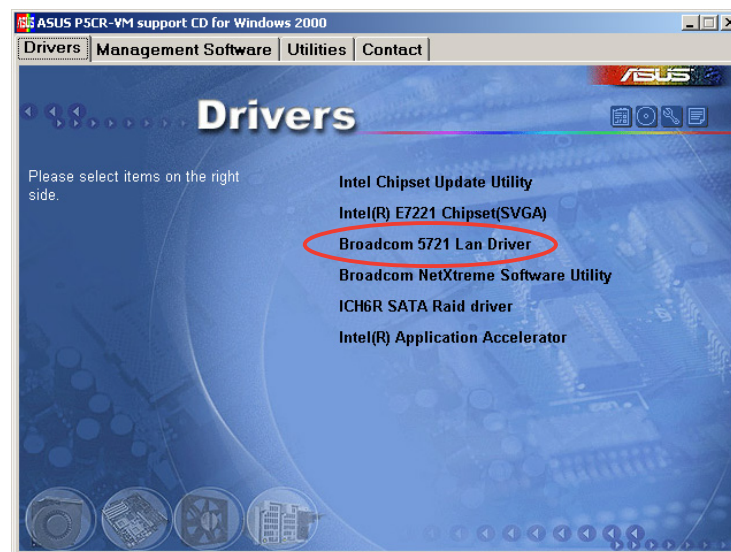 ASUS P5CR-VM support CD for Windows 2000
Drivers Management Software Utilities Contact
ASUS
Drivers
Please select items on the right
side.
Intel Chipset Update Utility
Intel(R) E7221 Chipset(SVGA)
Broadcom 5721 Lan Driver
Broadcom NetXtreme Software Utility
ICH6R SATA Raid driver
Intel(R) Application Accelerator